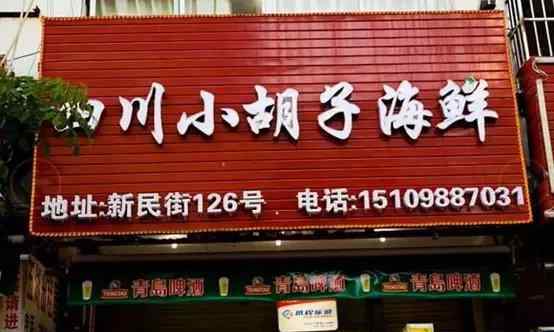 四川小胡子海鲜
地址:新民街126号 电话:15109887031
青岛啤酒 青岛啤酒 青岛啤酒